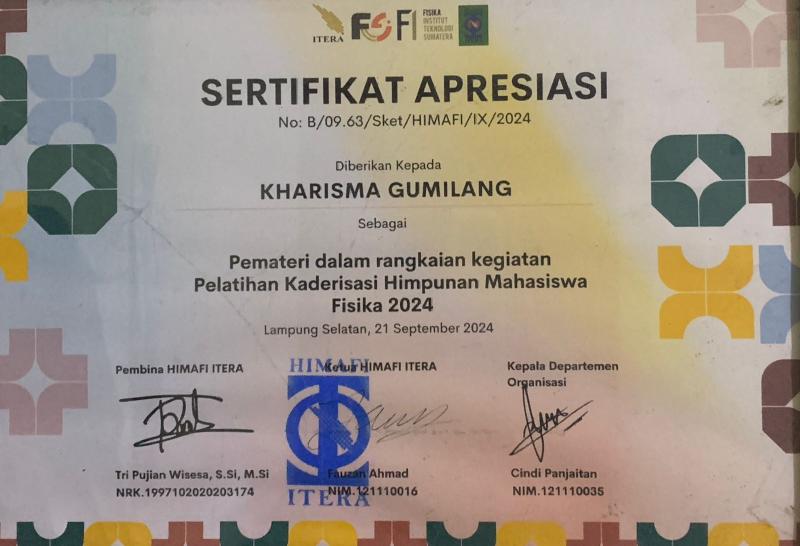 ITERA
FiSFi
FISIKA
INSTITUT
TEKNOLOGI
SUMATERA
SERTIFIKAT APRESIASI
No: B/09.63/Sket/HIMAFI/IX/2024
Diberikan Kepada
KHARISMA GUMILANG
Sebagai
Pemateri dalam rangkaian kegiatan
Pelatihan Kaderisasi Himpunan Mahasiswa
Fisika 2024
Lampung Selatan, 21 September 2024
Pembina HIMAFI ITERA
Tri Pujian Wisesa, S.Si, M.Si
NRK.1997102020203174
HIMAFI
ITERA
Ketua HIMAFI ITERA
Fauzan Ahmad
NIM.121110016
Kepala Departemen
Organisasi
Cindi Panjaitan
NIM.121110035